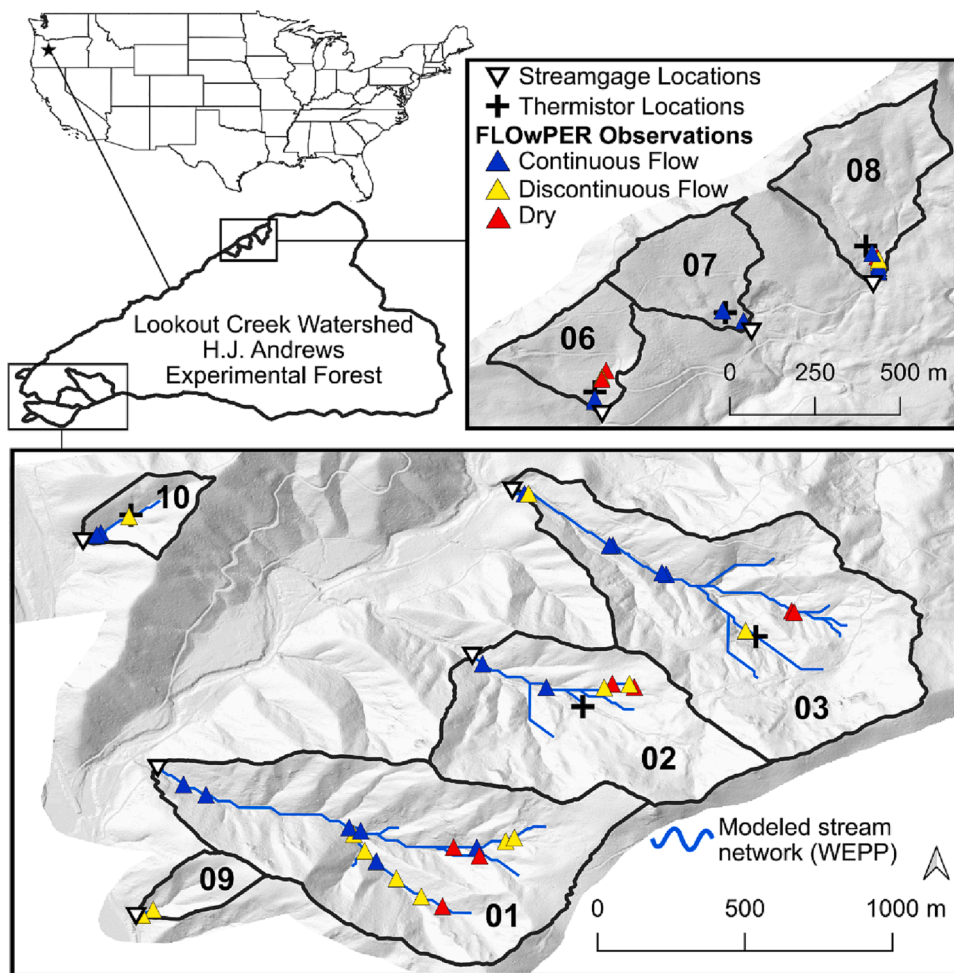 Lookout Creek Watershed
H.J. Andrews
Experimental Forest
Streamgage Locations
Thermistor Locations
FLOwPER Observations
Continuous Flow
Discontinuous Flow
Dry
08
07
06
0 250 500 m
10
03
02
01
09
Modeled stream
network (WEPP)
0 500 1000 m